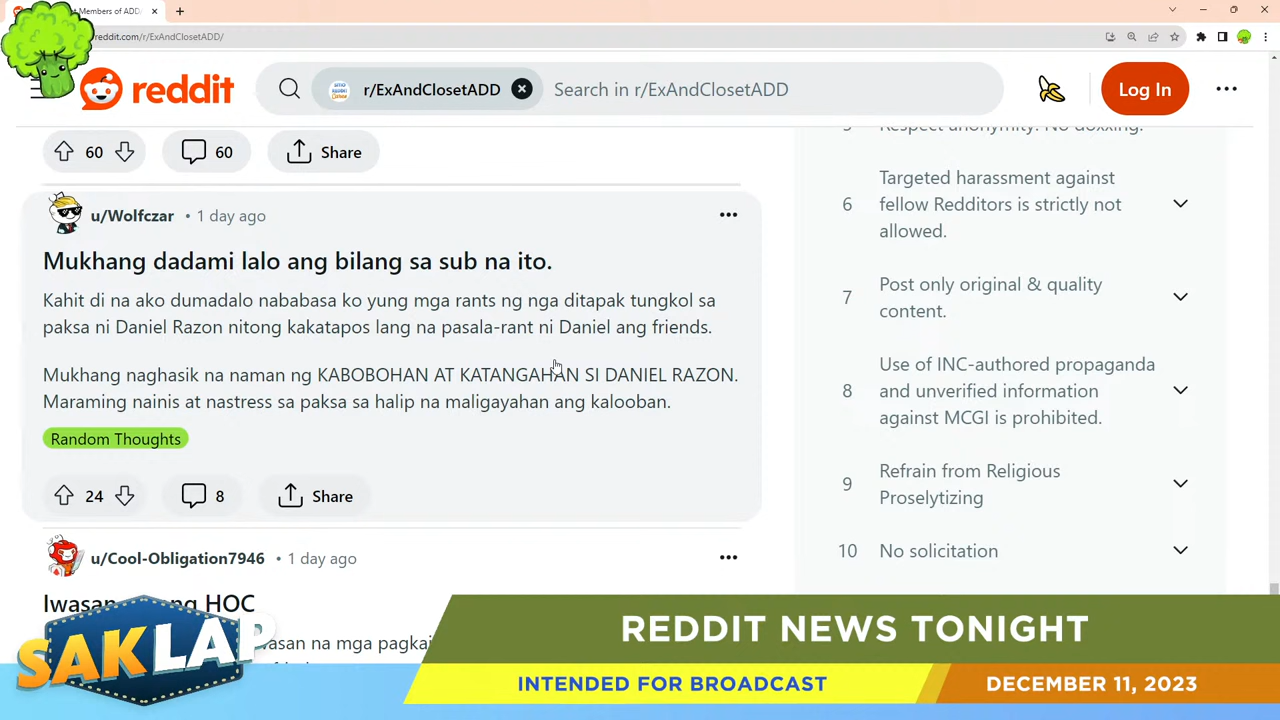 t Members of ADD/
reddit.com/r/ExAndClosetADD/
reddit
r/ExAndClosetADD
Search in r/ExAndClosetADD
Log In
60
60
Share
u/Wolfczar • 1 day ago
Mukhang dadami lalo ang bilang sa sub na ito.
Kahit di na ako dumadalo nababasa ko yung mga rants ng nga ditapak tungkol sa
paksa ni Daniel Razon nitong kakatapos lang na pasala-rant ni Daniel ang friends.
Mukhang naghasik na naman ng KABOBOHAN AT KATANGAHAN SI DANIEL RAZON.
Maraming nainis at nastress sa paksa sa halip na maligayahan ang kalooban.
Random Thoughts
24
8
Share
u/Cool-Obligation7946 • 1 day ago
Iwasan ng HOC
wasan na mga pagkai
Respect anonymity. No doxxing.
6
Targeted harassment against
fellow Redditors is strictly not
allowed.
7
Post only original & quality
content.
8
Use of INC-authored propaganda
and unverified information
against MCGI is prohibited.
9
Refrain from Religious
Proselytizing
10
No solicitation
SAKLAP
REDDIT NEWS TONIGHT
INTENDED FOR BROADCAST
DECEMBER 11, 2023